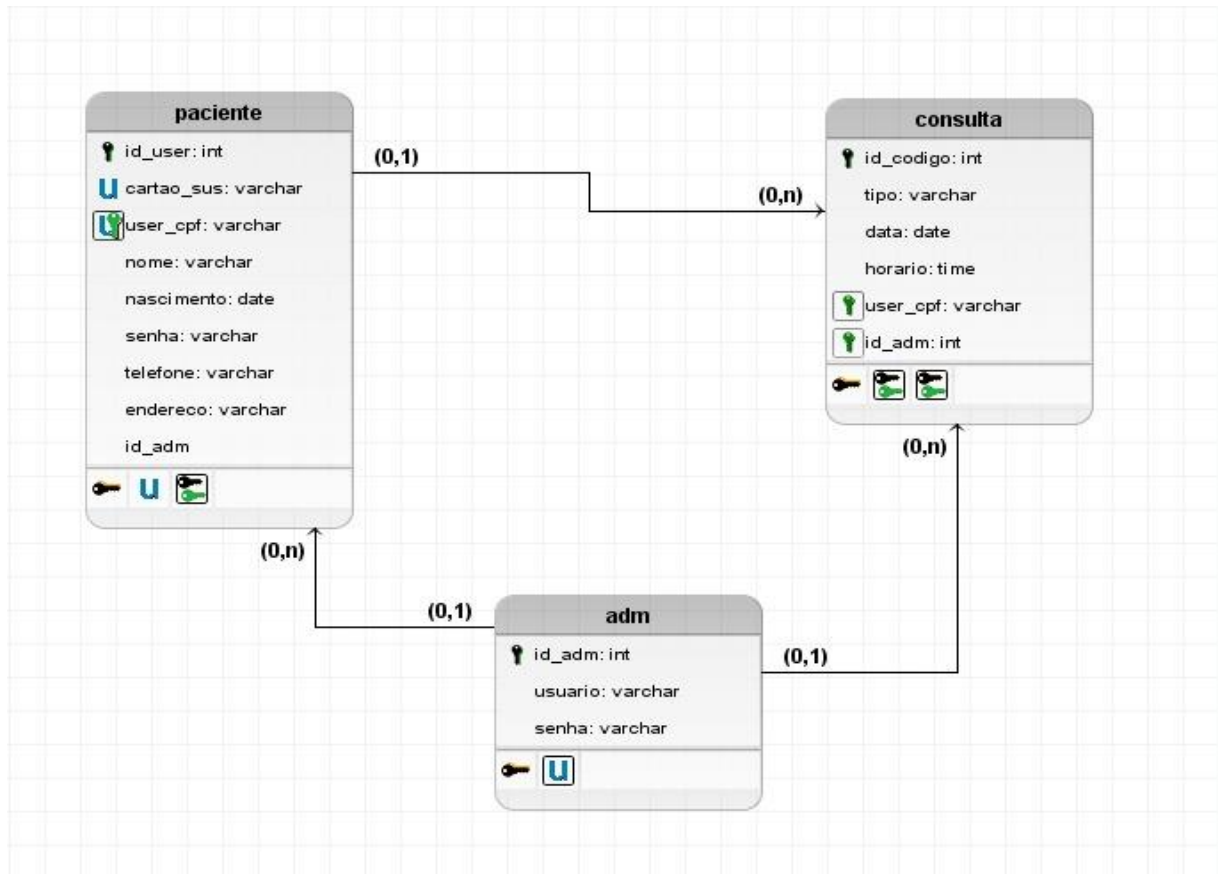 paciente
id_user: int
cartao_sus: varchar
user_cpf: varchar
nome: varchar
nascimento: date
senha: varchar
telefone: varchar
endereco: varchar
id_adm
(0,1)
(0,n)
consulta
id_codigo: int
tipo: varchar
data: date
horario: time
user_cpf: varchar
id_adm: int
(0,n)
(0,n)
(0,1)
adm
id_adm: int
usuario: varchar
senha: varchar
(0,1)